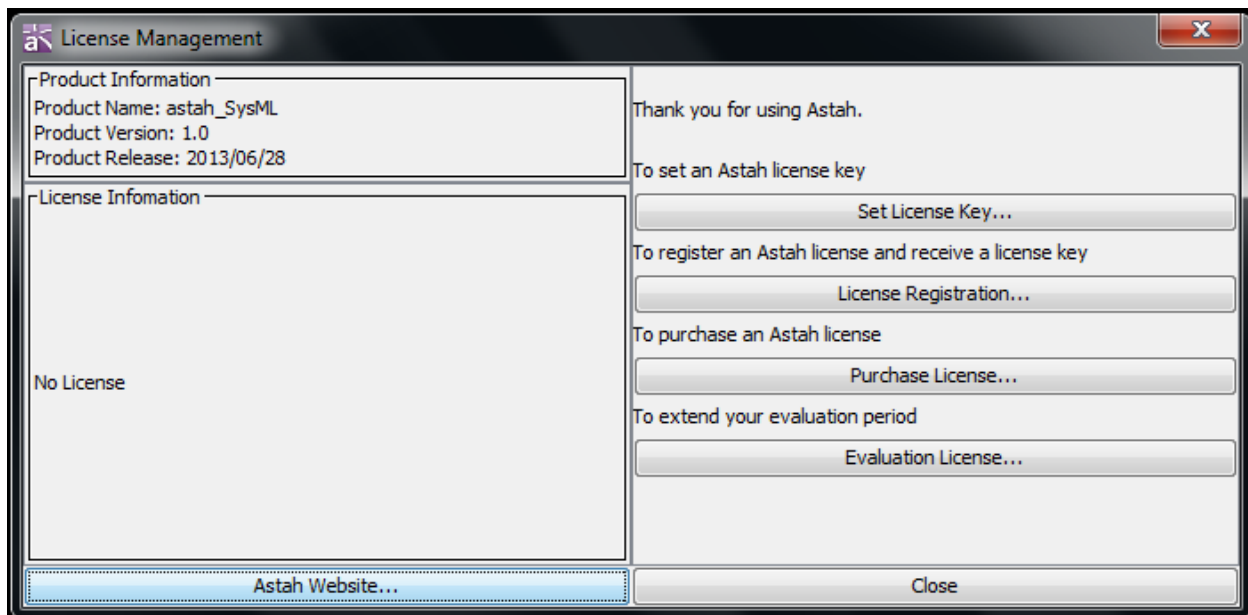 License Management
Product Information
Product Name: astah_SysML
Product Version: 1.0
Product Release: 2013/06/28
License Infomation
No License
Thank you for using Astah.
To set an Astah license key
Set License Key...
To register an Astah license and receive a license key
License Registration...
To purchase an Astah license
Purchase License...
To extend your evaluation period
Evaluation License...
Astah Website...
Close